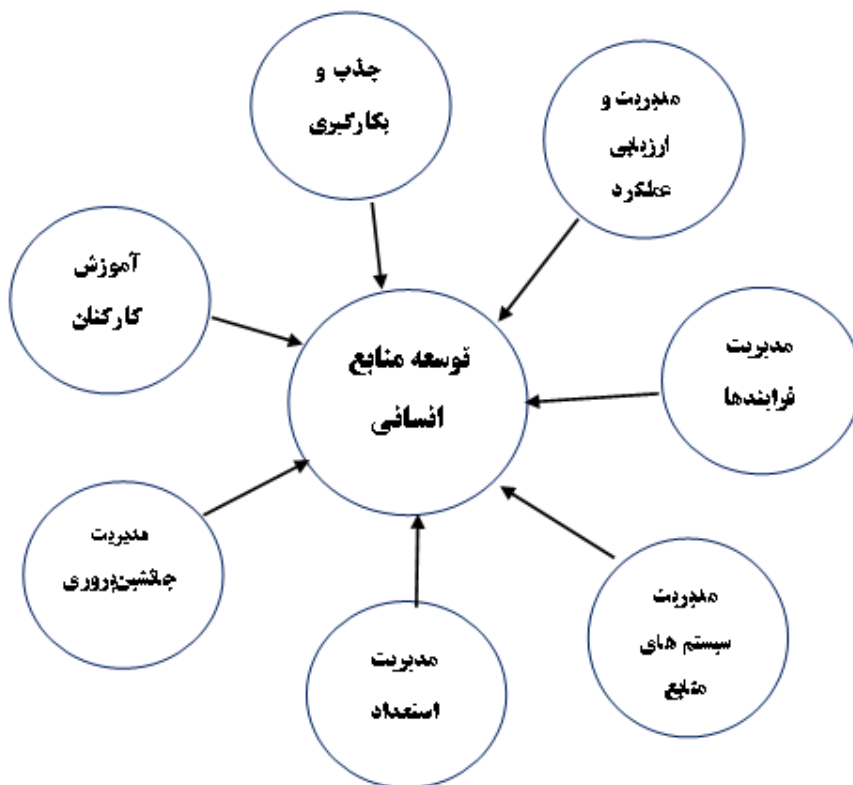 جذب و
بکارگیری
مدیریت و
ارزیابی
عملکرد
آموزش
کارکنان
توسعه منابع
انسانی
مدیریت
فرایندها
مدیریت
جانشین‌پروری
مدیریت
استعداد
مدیریت
سیستم های
منابع